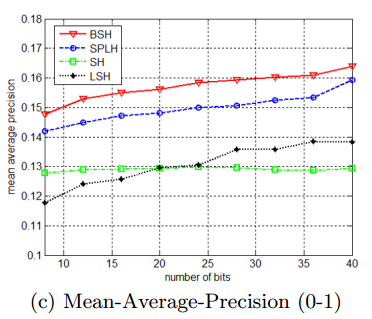 0.18
0.17
0.16
0.15
0.14
0.13
0.12
0.11
0.1
mean average precision
BSH
SPLH
SH
LSH
10 15 20 25 30 35 40
number of bits
(c) Mean-Average-Precision (0-1)